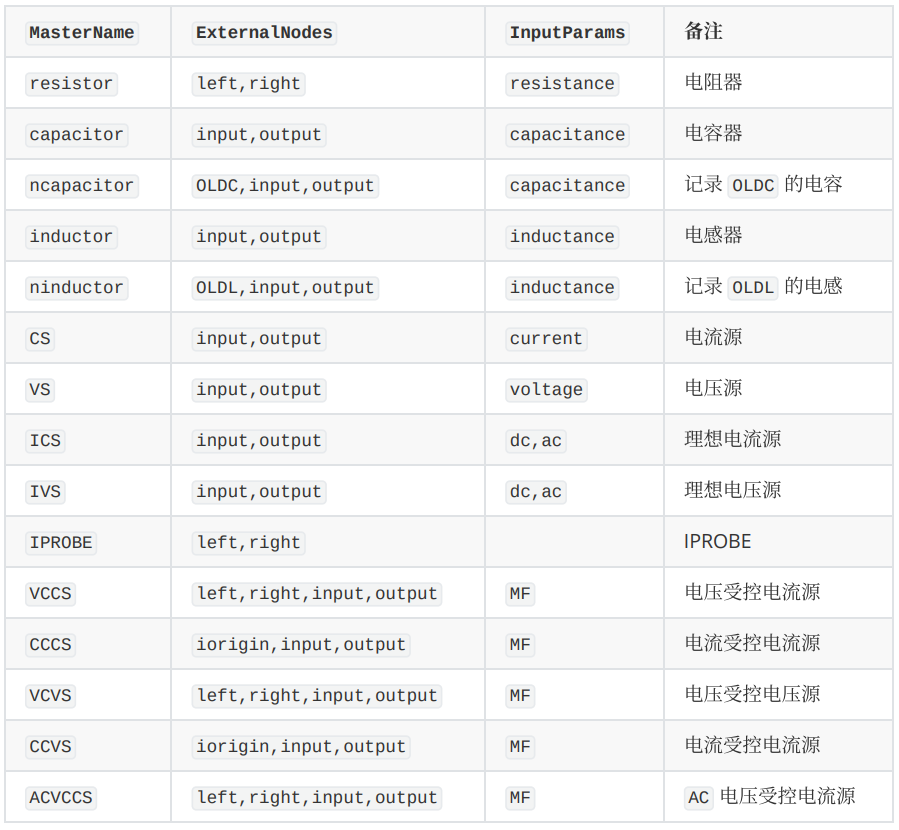 MasterName ExternalNodes InputParams 备注
resistor left,right resistance 电阻器
capacitor input,output capacitance 电容器
ncapacitor OLDC,input,output capacitance 记录 OLDC 的电容
inductor input,output inductance 电感器
ninductor OLDL,input,output inductance 记录 OLDL 的电感
CS input,output current 电流源
VS input,output voltage 电压源
ICS input,output dc,ac 理想电流源
IVS input,output dc,ac 理想电压源
IPROBE left,right IPROBE
VCCS left,right,input,output MF 电压受控电流源
CCCS iorigin,input,output MF 电流受控电流源
VCVS left,right,input,output MF 电压受控电压源
CCVS iorigin,input,output MF 电流受控电流源
ACVCCS left,right,input,output MF AC 电压受控电流源